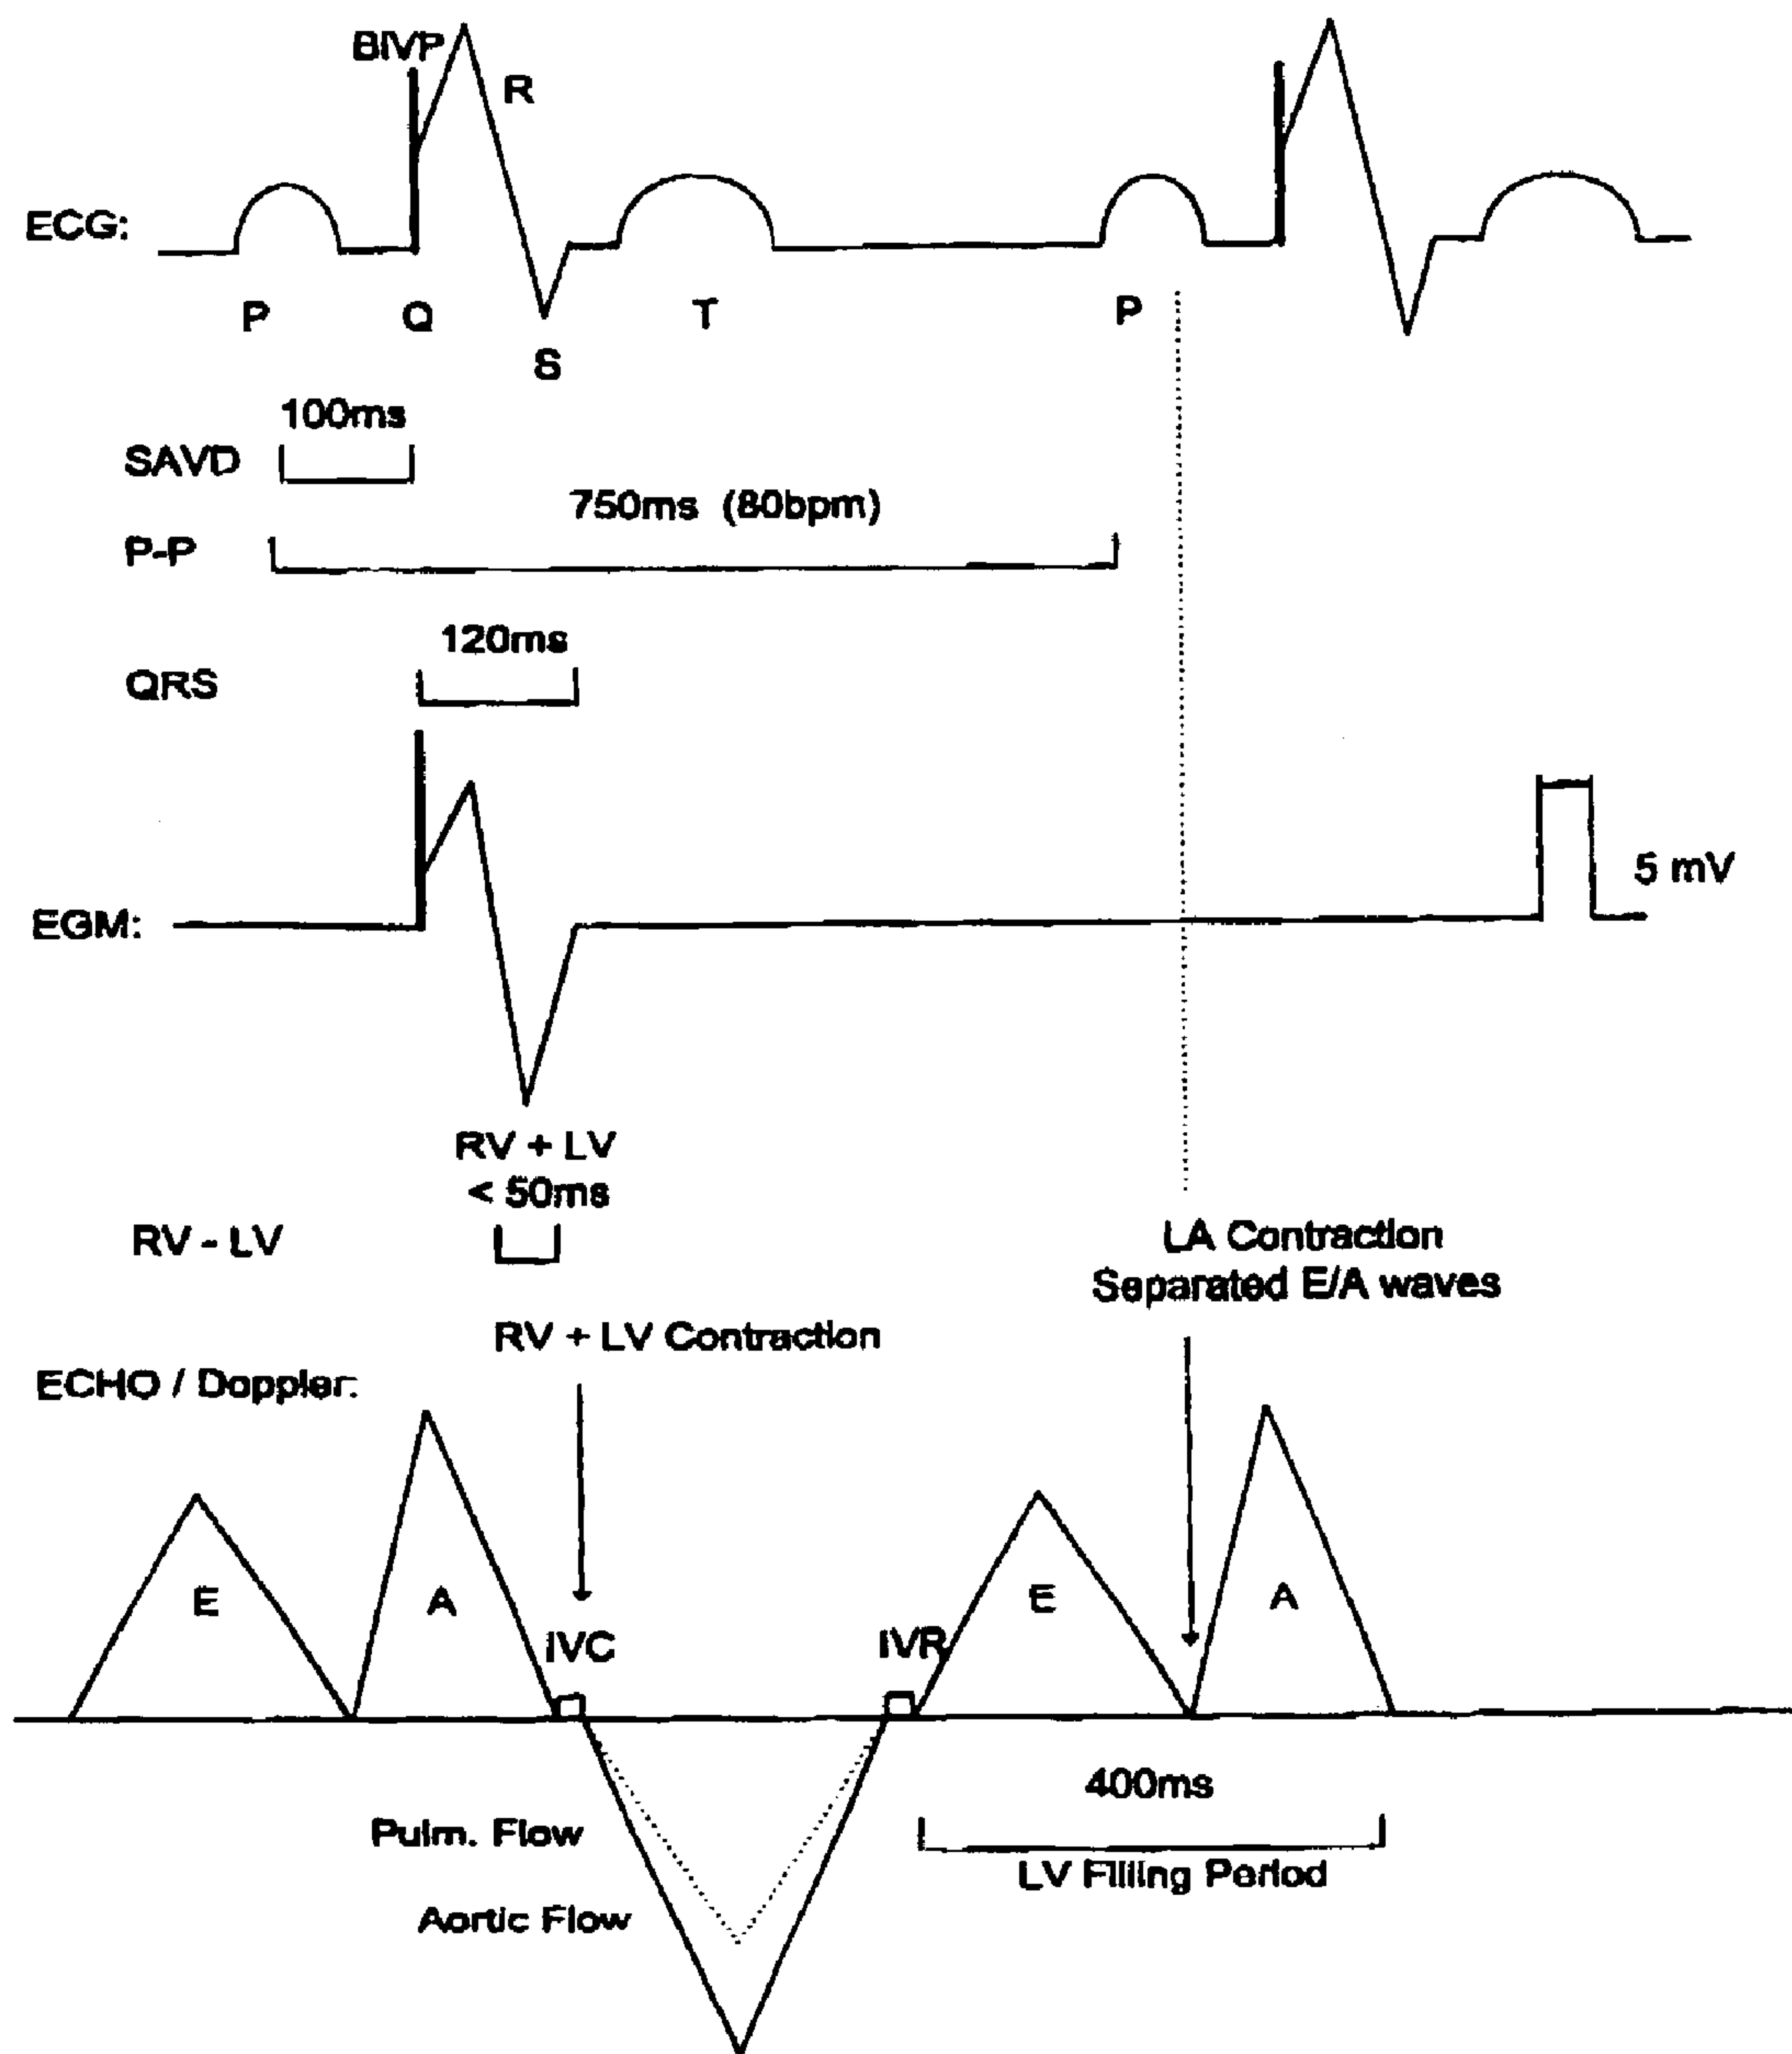 BIVP
R
ECG:
P Q T P
S
100ms
SAVD
750ms (80bpm)
P-P
120ms
QRS
5 mV
EGM:
RV + LV
< 50ms
RV - LV
LA Contraction
Separated E/A waves
RV + LV Contraction
ECHO / Doppler:
E A E A
IVC IVR
400ms
Pulm. Flow
LV Filling Period
Aortic Flow